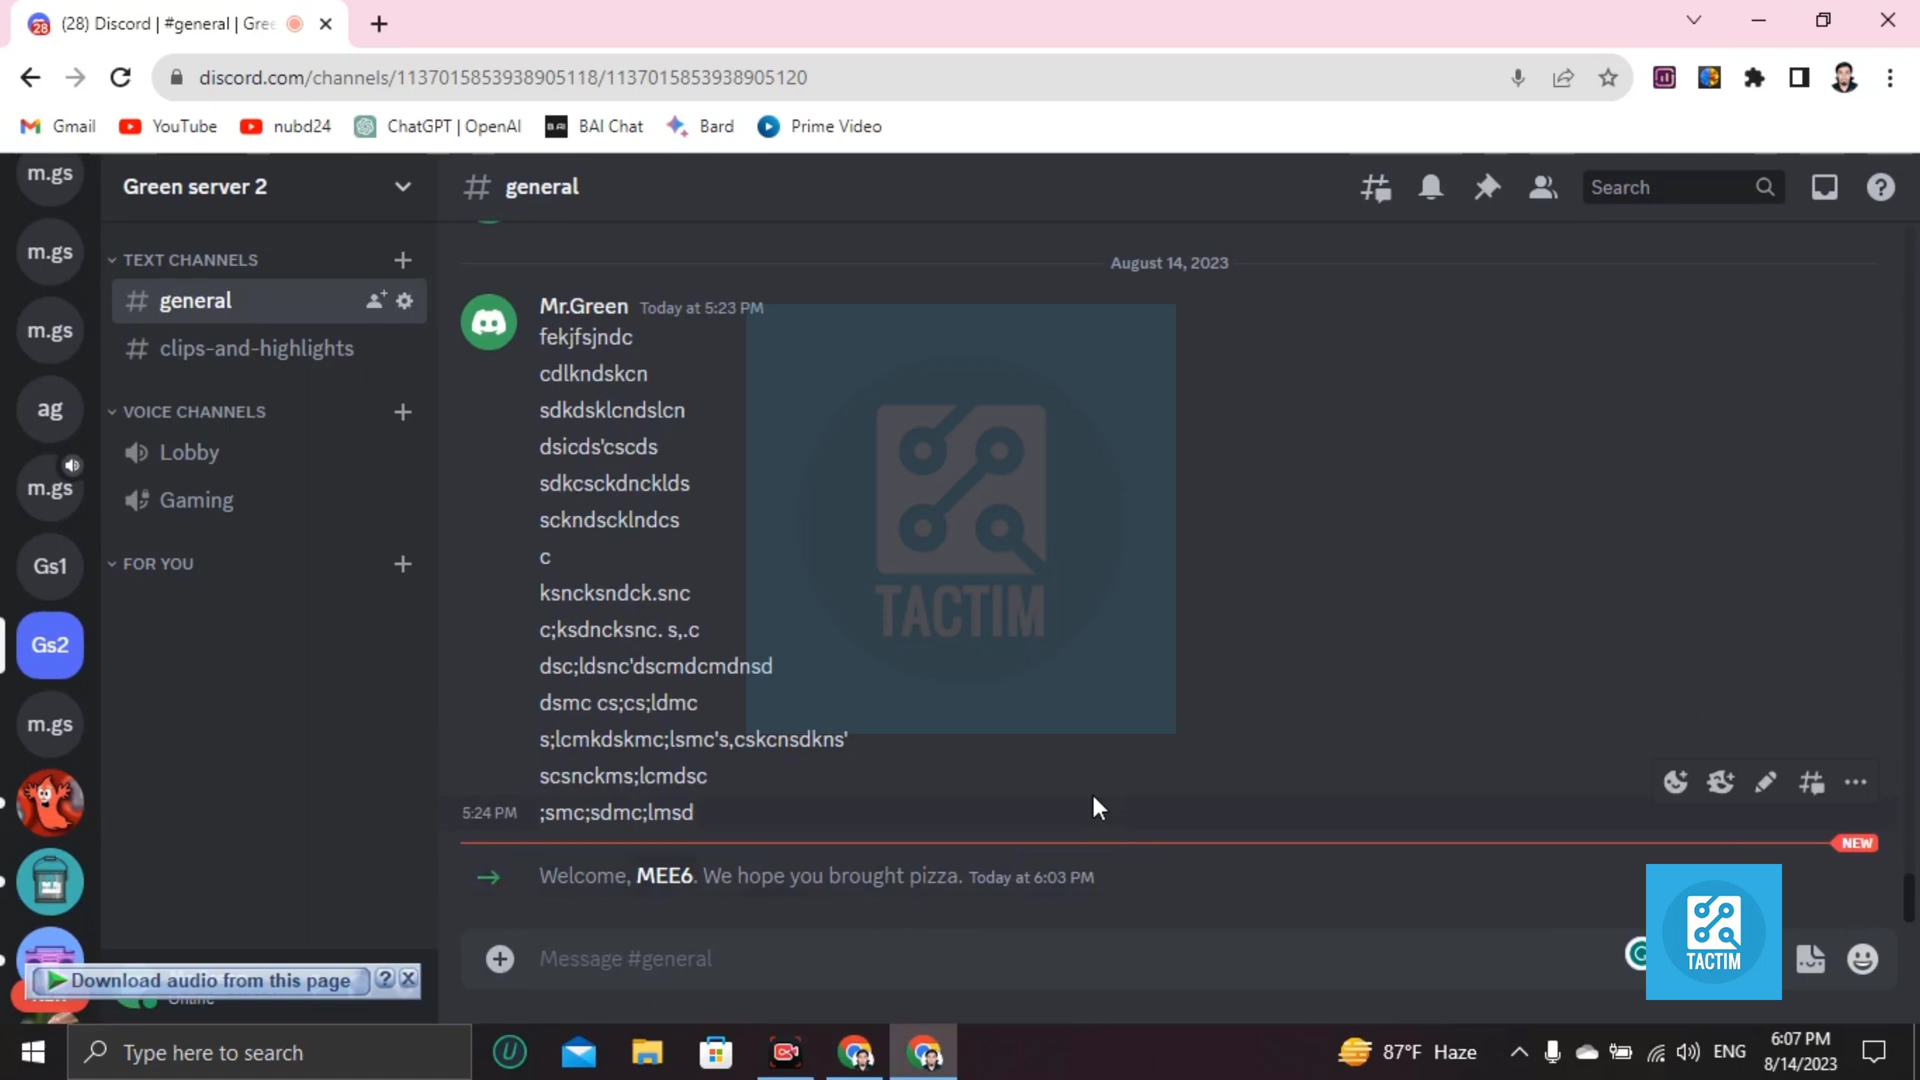 (28) Discord | #general | Gree
discord.com/channels/1137015853938905118/1137015853938905120
Gmail YouTube nubd24 ChatGPT | OpenAI BAI Chat Bard Prime Video
m.gs
m.gs
m.gs
ag
m.gs
Gs1
Gs2
m.gs
Green server 2
TEXT CHANNELS
general
clips-and-highlights
VOICE CHANNELS
Lobby
Gaming
FOR YOU
general
Search
August 14, 2023
Mr.Green Today at 5:23 PM
fekjfsjndc
cdlkndskcn
sdkdsklcndslcn
dsicds'cscds
sdkcsckdncklds
sckndscklndcs
c
ksncksndck.snc
c;ksdncksnc. s,.c
dsc;ldsnc'dscmdcmdnsd
dsmc cs;cs;ldmc
s;lcmkdskmc;lsmc's,cskcnsdkns'
scsnckms;lcmdsc
5:24 PM ;smc;sdmc;lmsd
NEW
Welcome, MEE6. We hope you brought pizza. Today at 6:03 PM
Message #general
TACTIM
TACTIM
Download audio from this page
Online
Type here to search
87°F Haze
ENG
6:07 PM
8/14/2023